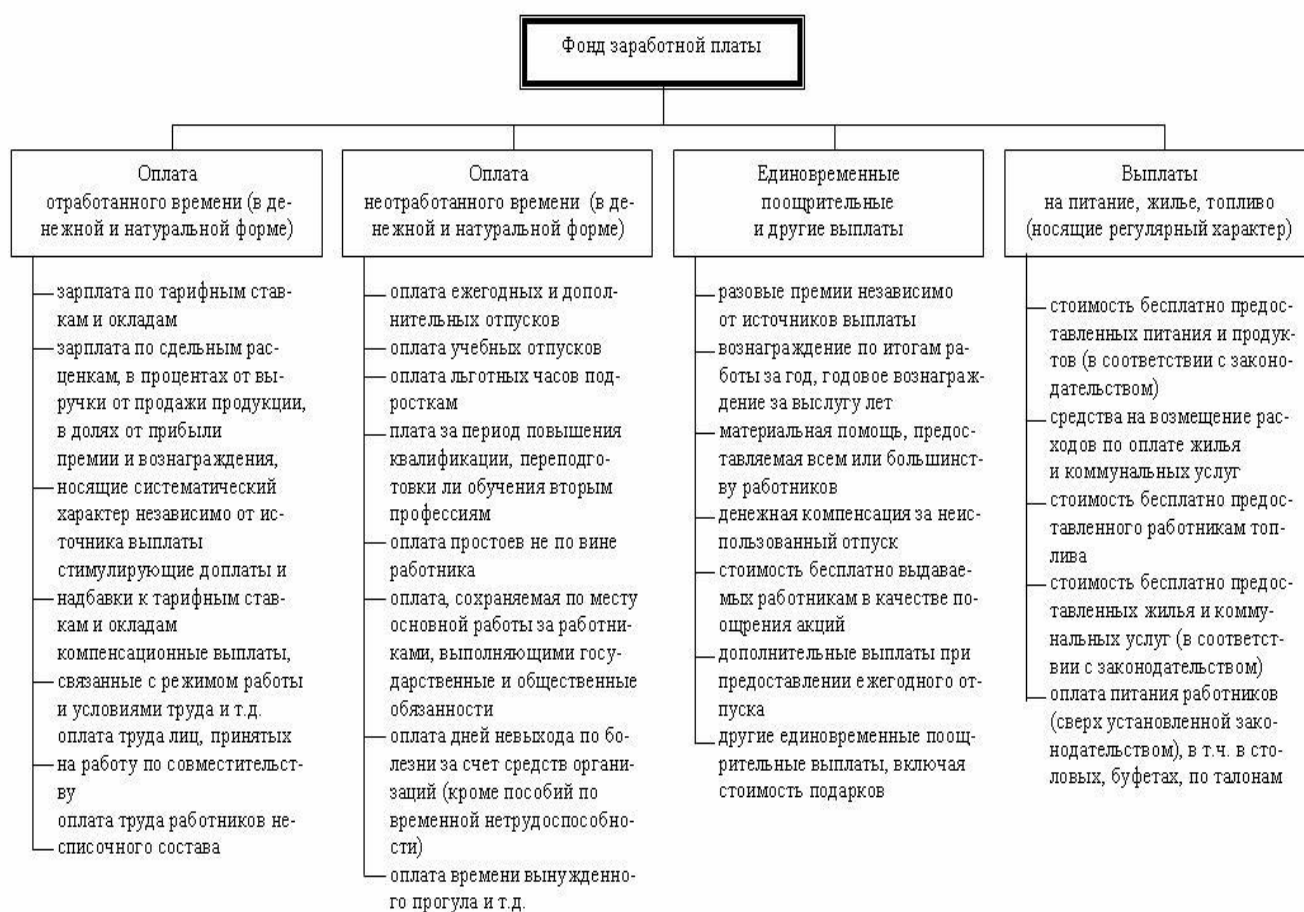 Фонд заработной платы
Оплата
отработанного времени (в де-
нежной и натуральной форме)
зарплата по тарифным став-
кам и окладам
зарплата по сдельным рас-
ценкам, в процентах от вы-
ручки от продажи продукции,
в долях от прибыли
премии и вознаграждения,
носящие систематический
характер независимо от ис-
точника выплаты
стимулирующие доплаты и
надбавки к тарифным став-
кам и окладам
компенсационные выплаты,
связанные с режимом работы
и условиями труда и т.д.
оплата труда лиц, принятых
на работу по совместительст-
ву
оплата труда работников не-
списочного состава
Оплата
неотработанного времени (в де-
нежной и натуральной форме)
оплата ежегодных и допол-
нительных отпусков
оплата учебных отпусков
оплата льготных часов под-
росткам
плата за период повышения
квалификации, переподго-
товки ли обучения вторым
профессиям
оплата простоев не по вине
работника
оплата, сохраняемая по месту
основной работы за работни-
ками, выполняющими госу-
дарственные и общественные
обязанности
оплата дней невыхода по бо-
лезни за счет средств органи-
заций (кроме пособий по
временной нетрудоспособно-
сти)
оплата времени вынужденно-
го прогула и т.д.
Единовременные
поощрительные
и другие выплаты
разовые премии независимо
от источников выплаты
вознаграждение по итогам ра-
боты за год, годовое вознаграж-
дение за выслугу лет
материальная помощь, предос-
тавляемая всем или большинст-
ву работников
денежная компенсация за неис-
пользованный отпуск
стоимость бесплатно выдавае-
мых работникам в качестве по-
ощрения акций
дополнительные выплаты при
предоставлении ежегодного от-
пуска
другие единовременные поощ-
рительные выплаты, включая
стоимость подарков
Выплаты
на питание, жилье, топливо
(носящие регулярный характер)
стоимость бесплатно предос-
тавленных питания и продук-
тов (в соответствии с законо-
дательством)
средства на возмещение рас-
ходов по оплате жилья
и коммунальных услуг
стоимость бесплатно предос-
тавленного работникам топ-
лива
стоимость бесплатно предос-
тавленных жилья и комму-
нальных услуг (в соответст-
вии с законодательством)
оплата питания работников
(сверх установленной зако-
нодательством), в т.ч. в сто-
ловых, буфетах, по талонам